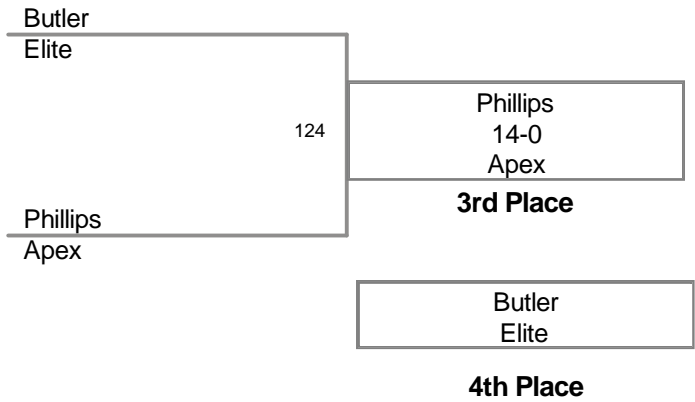 Butler
Elite
124
Phillips
14-0
Apex
3rd Place
Phillips
Apex
Butler
Elite
4th Place